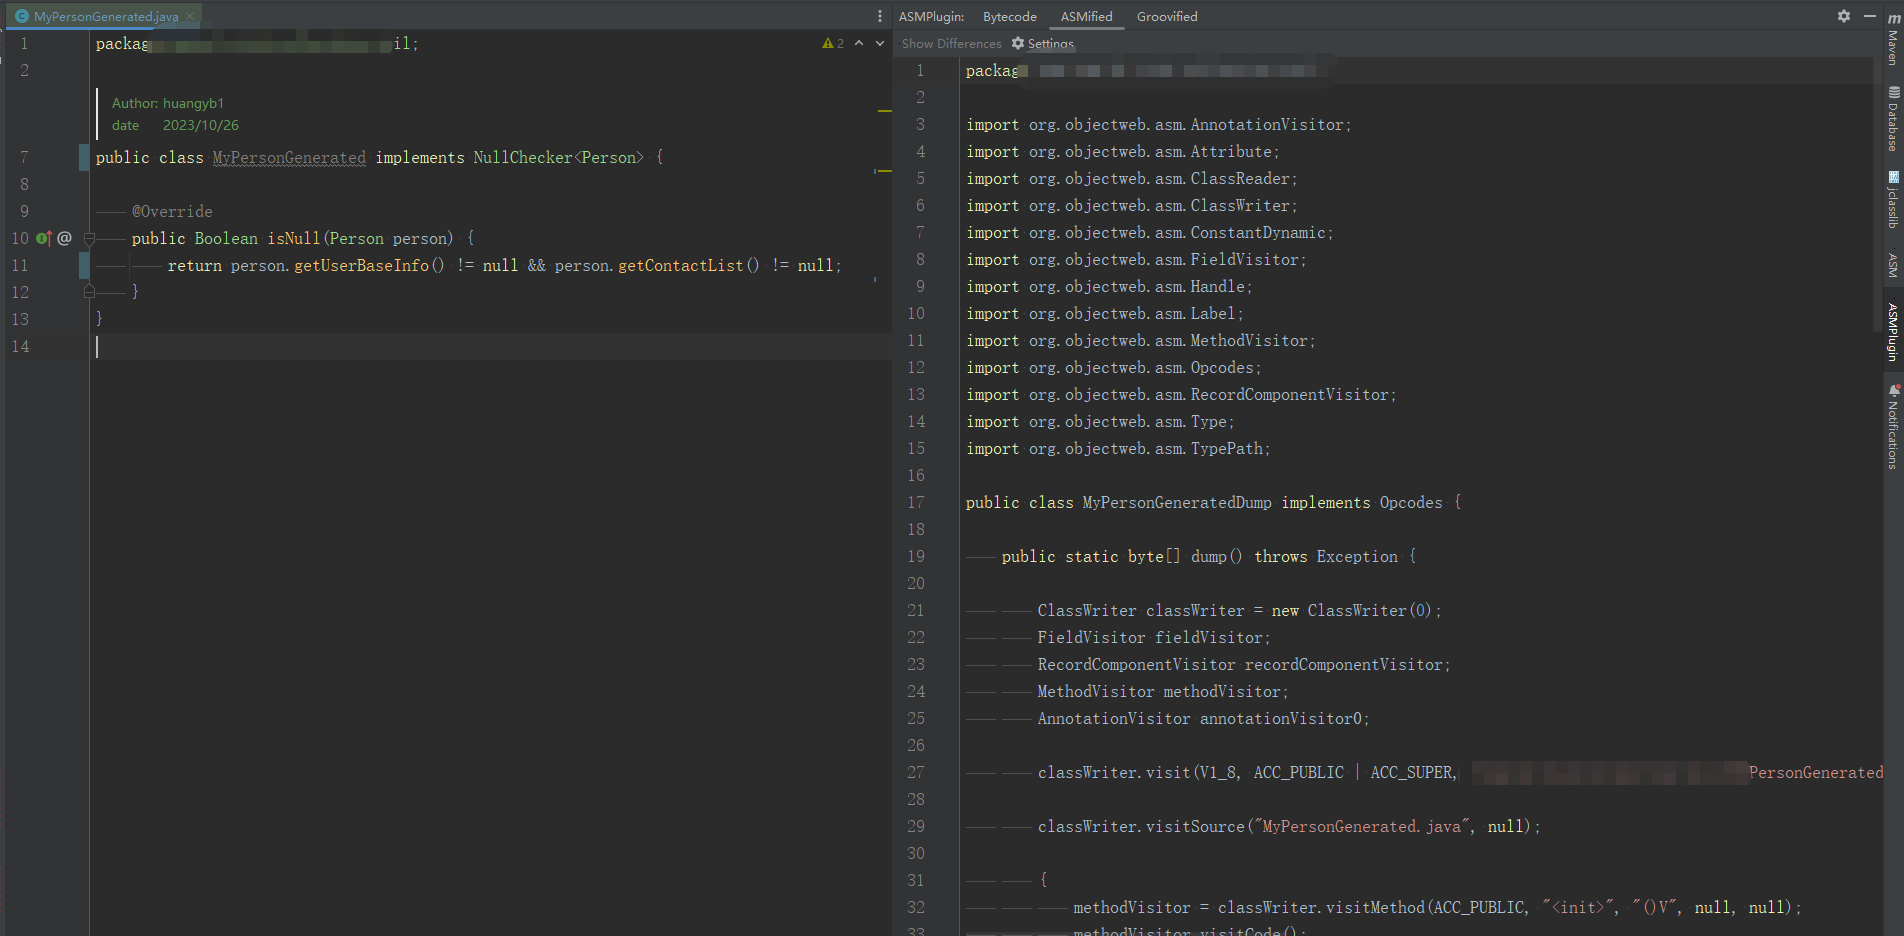 MyPersonGenerated.java
1 packag il;
2
2
Author: huangyb1
date 2023/10/26
7 public class MyPersonGenerated implements NullChecker<Person> {
8
9 @Override
10 public Boolean isNull(Person person) {
11 return person.getUserBaseInfo() != null && person.getContactList() != null;
12 }
13 }
14
ASMPlugin: Bytecode ASMified Groovified
Show Differences Settings
1 packag
2
3 import org.objectweb.asm.AnnotationVisitor;
4 import org.objectweb.asm.Attribute;
5 import org.objectweb.asm.ClassReader;
6 import org.objectweb.asm.ClassWriter;
7 import org.objectweb.asm.ConstantDynamic;
8 import org.objectweb.asm.FieldVisitor;
9 import org.objectweb.asm.Handle;
10 import org.objectweb.asm.Label;
11 import org.objectweb.asm.MethodVisitor;
12 import org.objectweb.asm.Opcodes;
13 import org.objectweb.asm.RecordComponentVisitor;
14 import org.objectweb.asm.Type;
15 import org.objectweb.asm.TypePath;
16
17 public class MyPersonGeneratedDump implements Opcodes {
18
19 public static byte[] dump() throws Exception {
20
21 ClassWriter classWriter = new ClassWriter(0);
22 FieldVisitor fieldVisitor;
23 RecordComponentVisitor recordComponentVisitor;
24 MethodVisitor methodVisitor;
25 AnnotationVisitor annotationVisitor0;
26
27 classWriter.visit(V1_8, ACC_PUBLIC | ACC_SUPER, PersonGenerated
28
29 classWriter.visitSource("MyPersonGenerated.java", null);
30
31 {
32 methodVisitor = classWriter.visitMethod(ACC_PUBLIC, "<init>", "()V", null, null);
33 methodVisitor.visitCode();
m
Maven
Database
jclasslib
ASM
ASMPlugin
Notifications